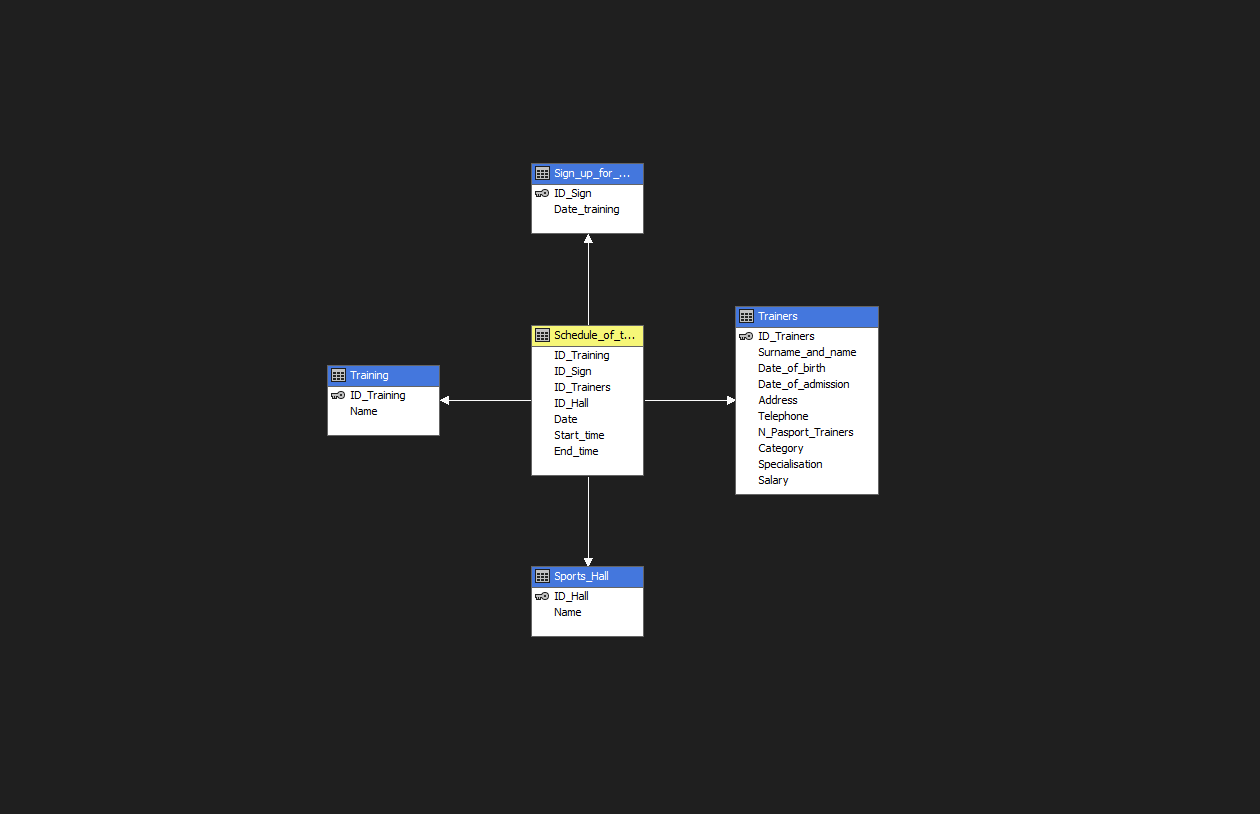 Sign_up_for_...
ID_Sign
Date_training
Schedule_of_t...
ID_Training
ID_Sign
ID_Trainers
ID_Hall
Date
Start_time
End_time
Training
ID_Training
Name
Trainers
ID_Trainers
Surname_and_name
Date_of_birth
Date_of_admission
Address
Telephone
N_Pasport_Trainers
Category
Specialisation
Salary
Sports_Hall
ID_Hall
Name